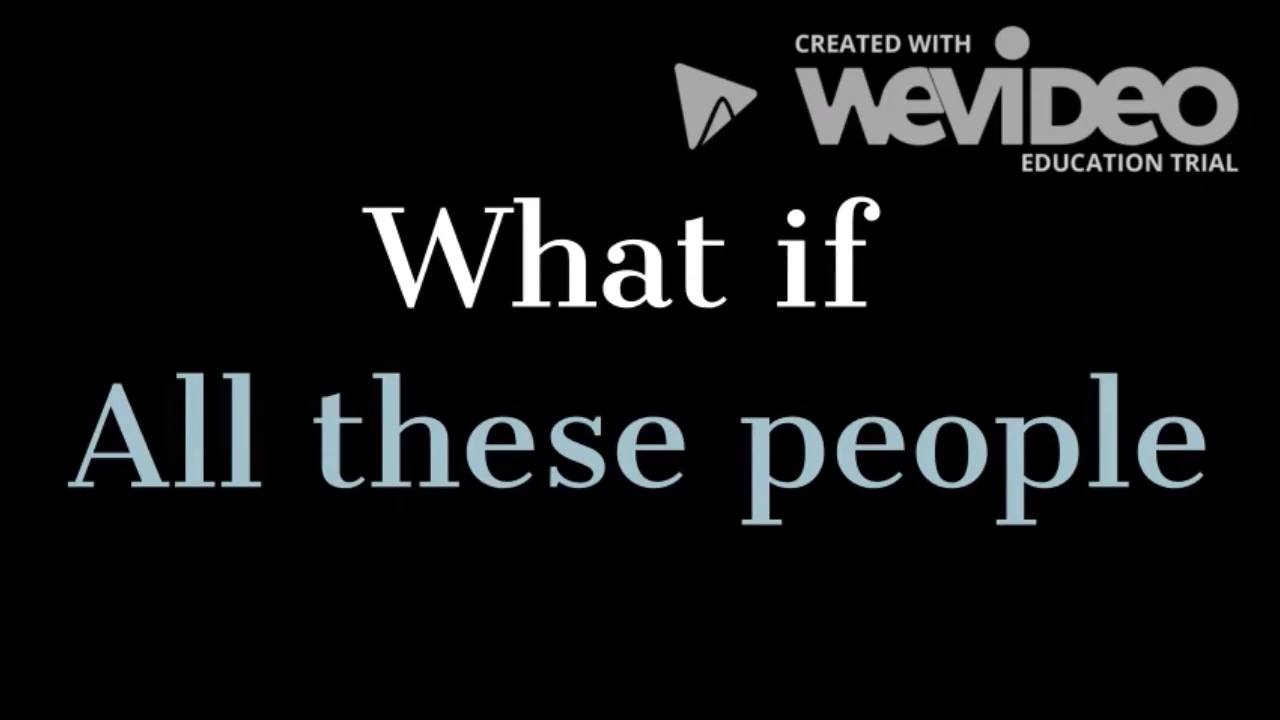 CREATED WITH
WEVIDEO
EDUCATION TRIAL
What if
All these people